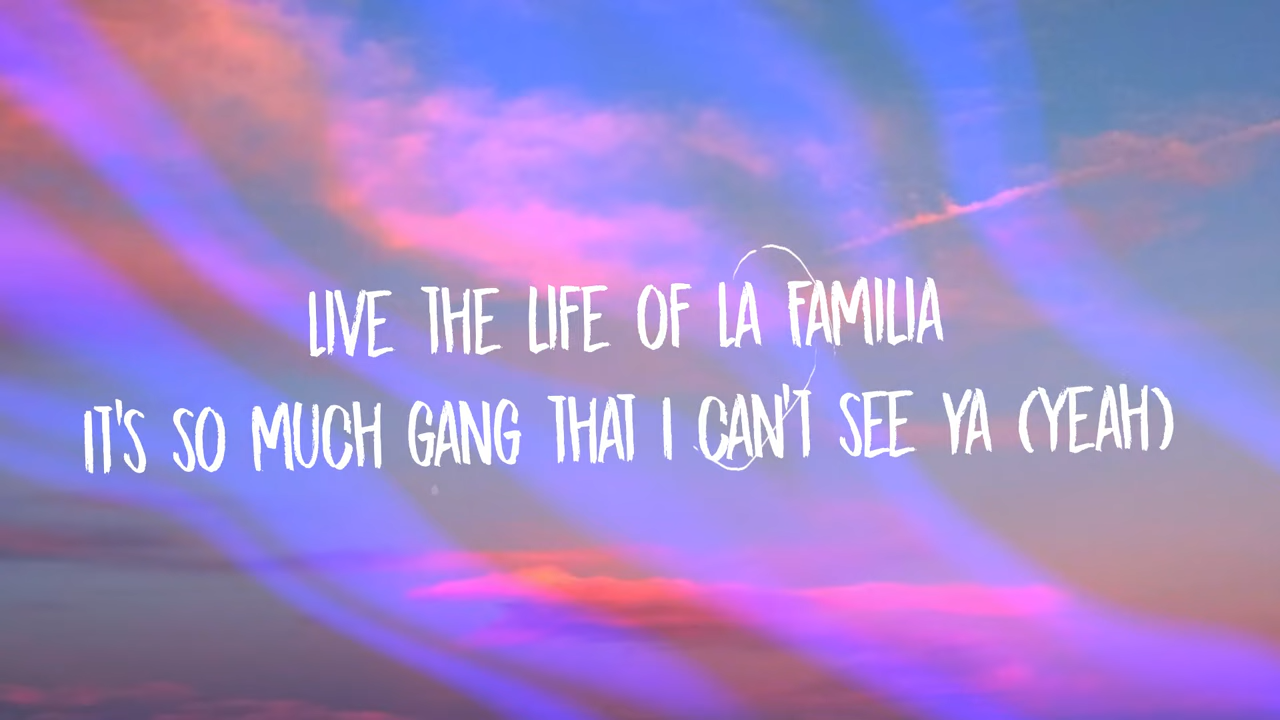 LIVE THE LIFE OF LA FAMILIA
IT'S SO MUCH GANG THAT I CAN'T SEE YA (YEAH)